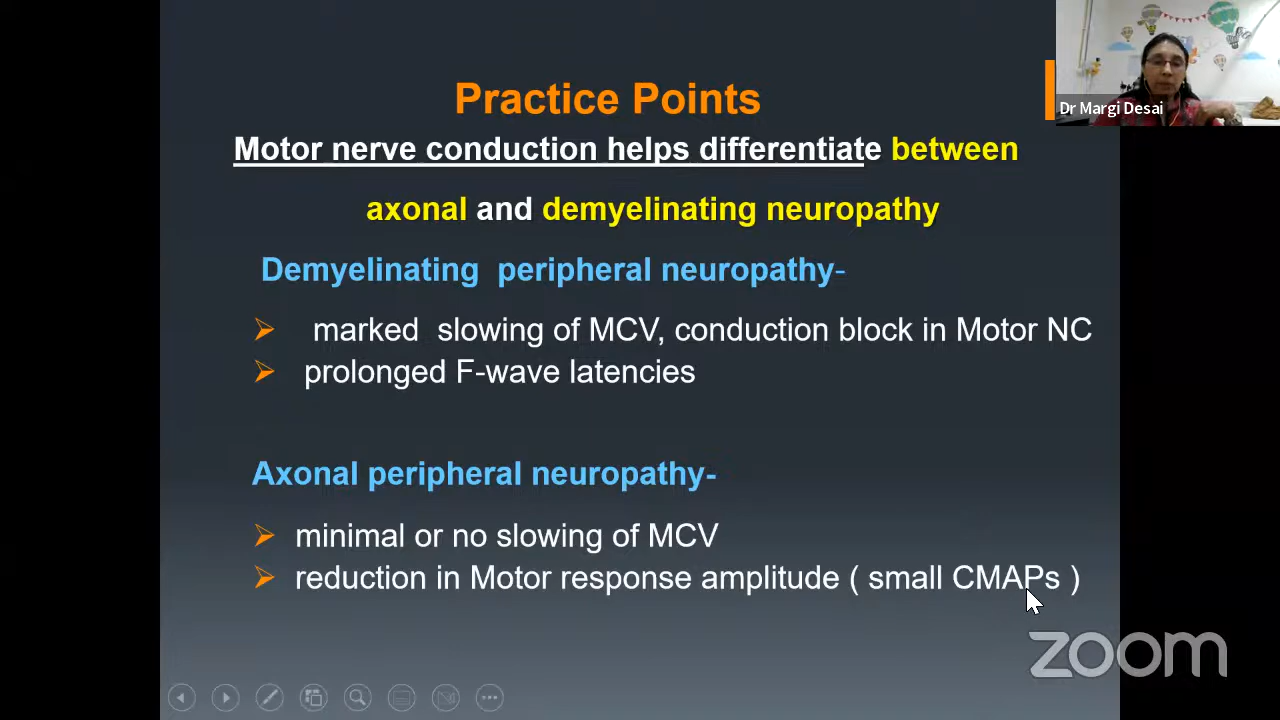 Practice Points
Motor nerve conduction helps differentiate between
axonal and demyelinating neuropathy
Demyelinating peripheral neuropathy-
marked slowing of MCV, conduction block in Motor NC
prolonged F-wave latencies
Axonal peripheral neuropathy-
minimal or no slowing of MCV
reduction in Motor response amplitude ( small CMAPs )
Dr Margi Desai
zoom